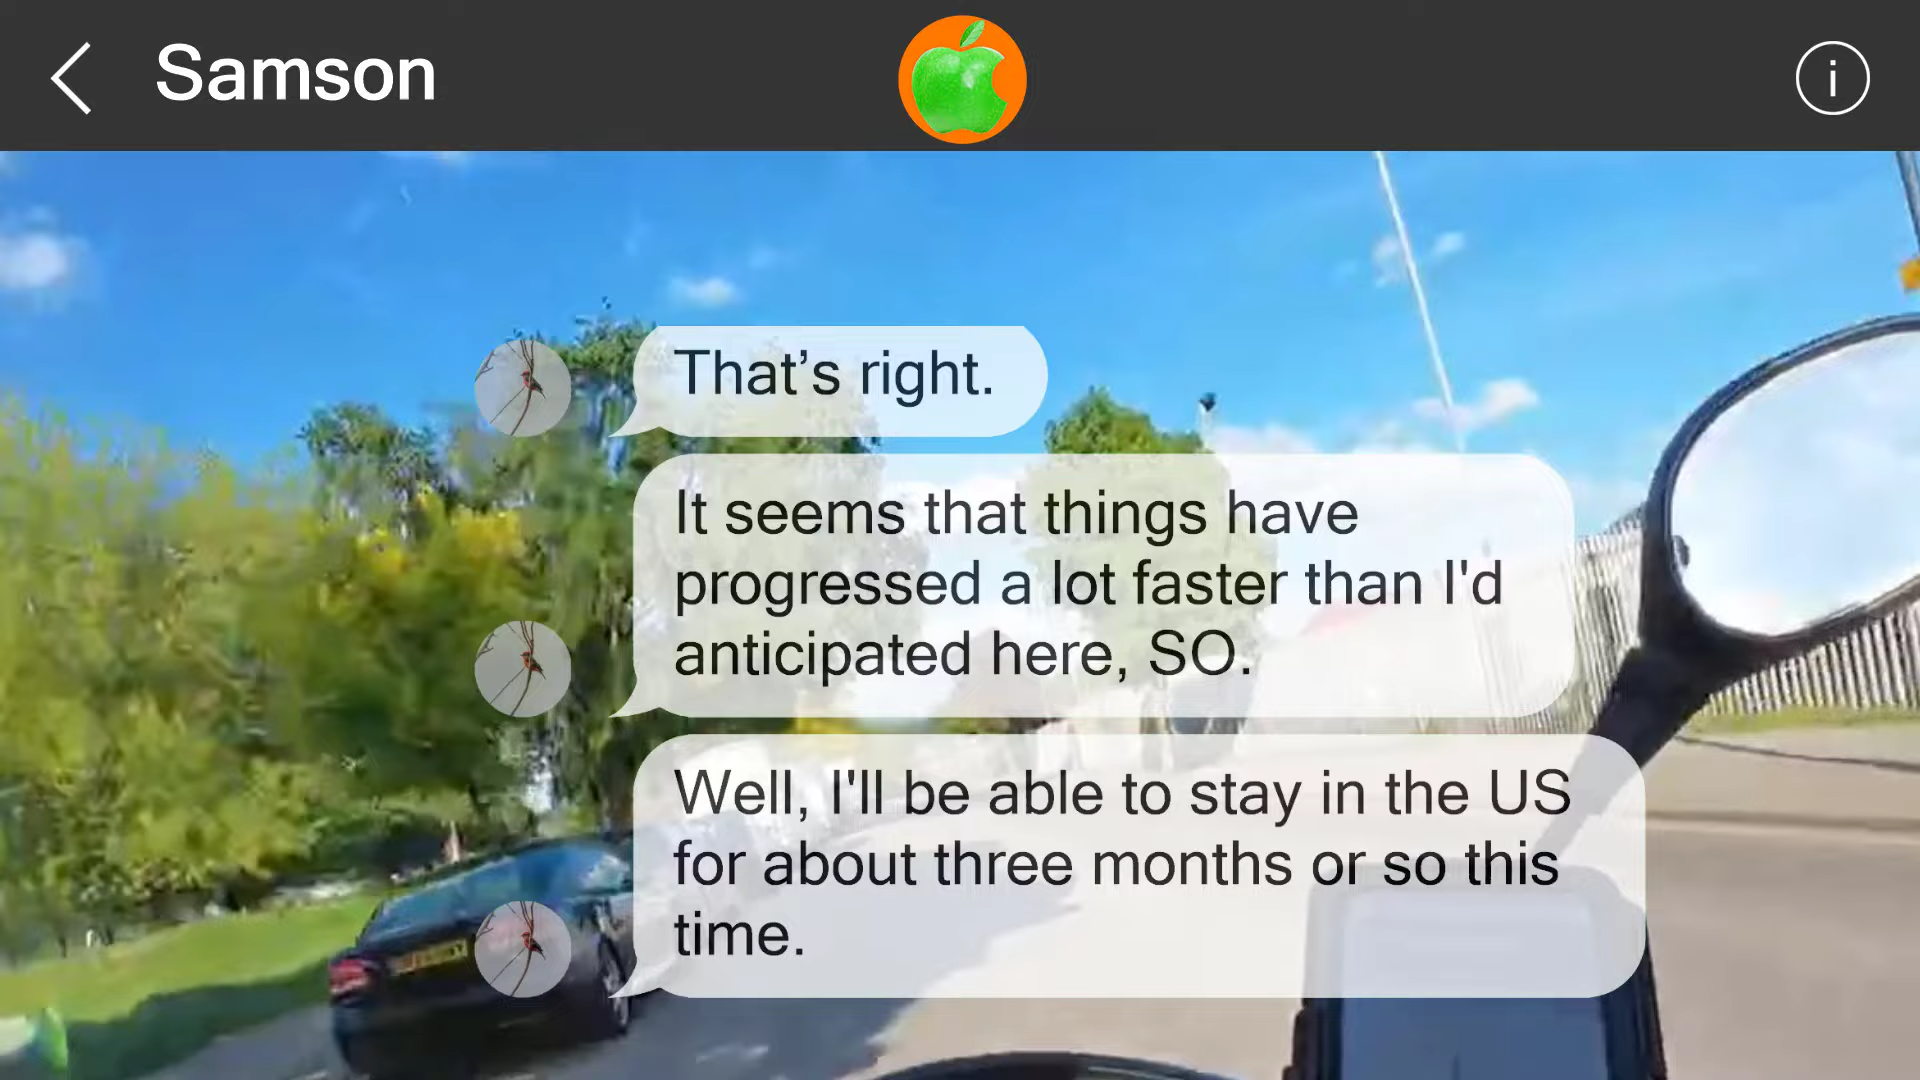 Samson
i
That’s right.
It seems that things have
progressed a lot faster than I'd
anticipated here, SO.
Well, I'll be able to stay in the US
for about three months or so this
time.